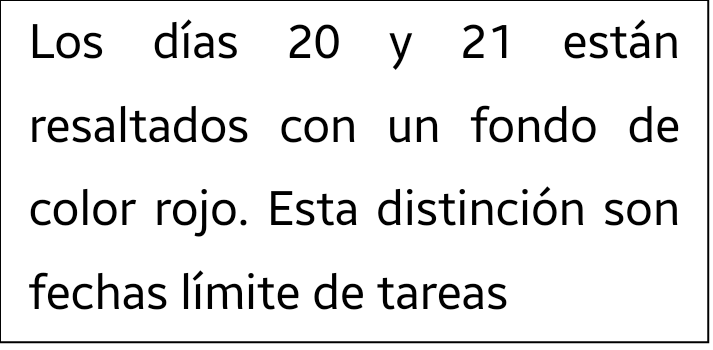 Los días 20 y 21 están
resaltados con un fondo de
color rojo. Esta distinción son
fechas límite de tareas